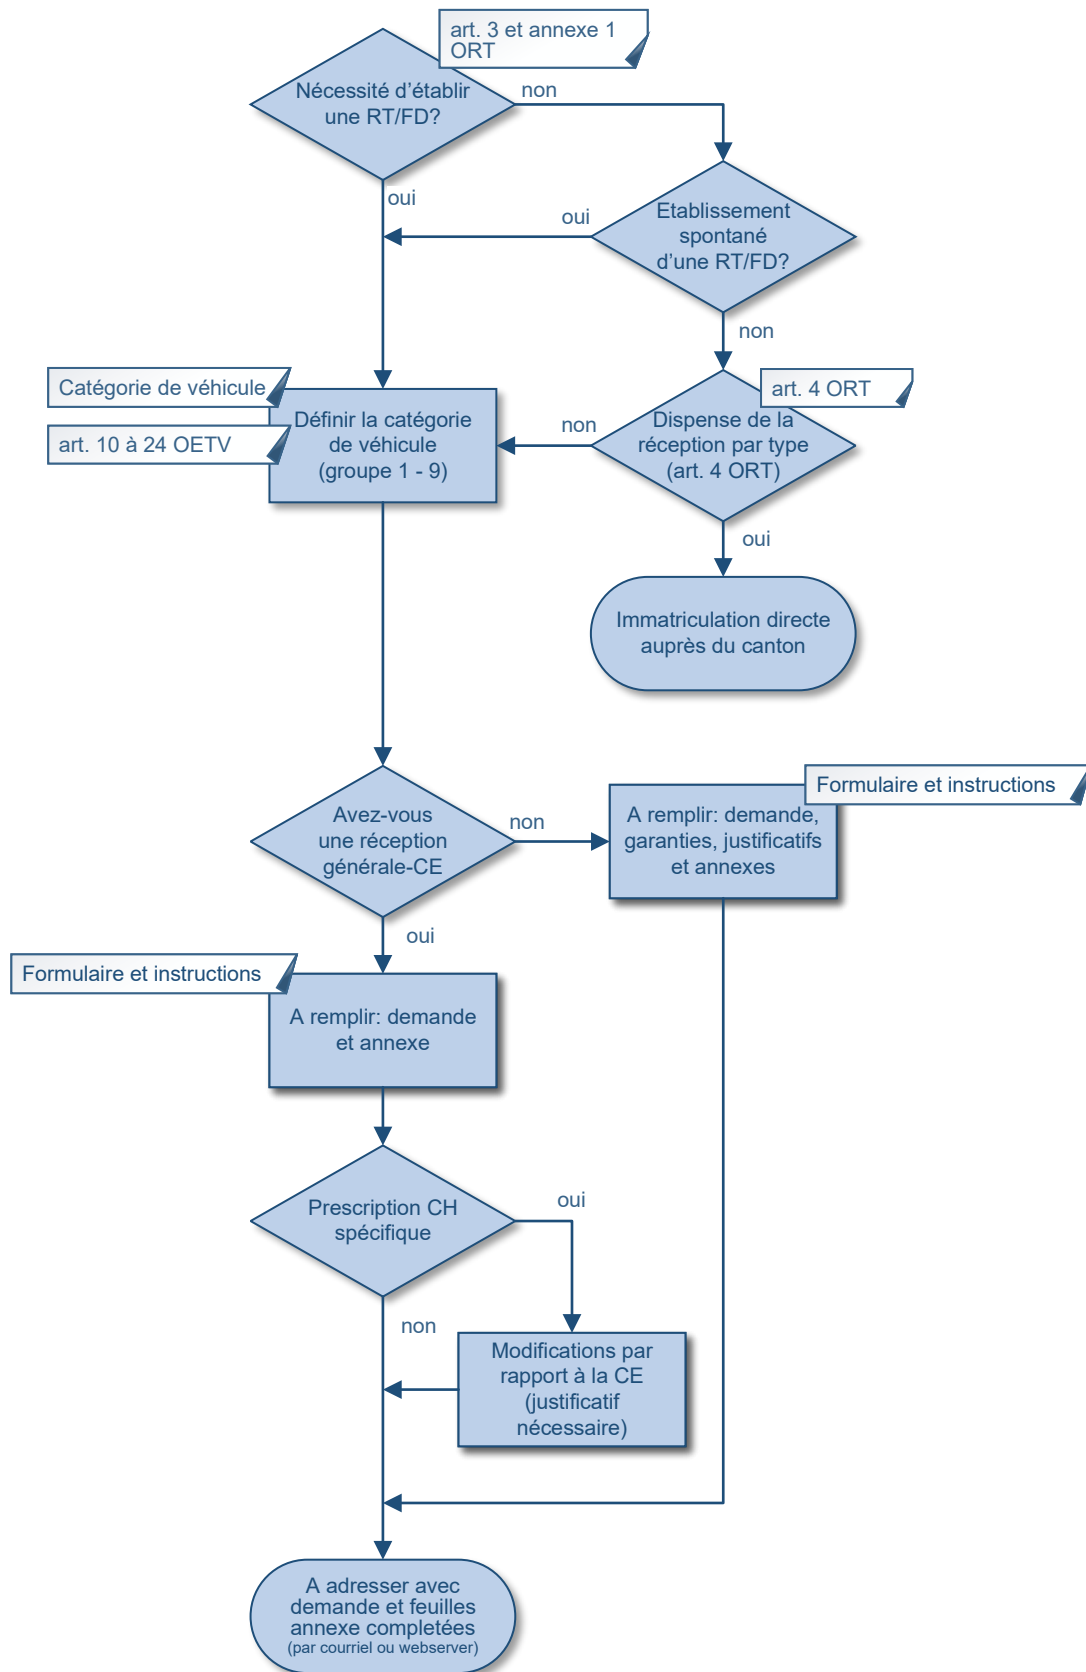 art. 3 et annexe 1
ORT
Nécessité d'établir
une RT/FD?
non
oui
Etablissement
spontané
d'une RT/FD?
oui
non
Catégorie de véhicule
art. 10 à 24 OETV
Définir la catégorie
de véhicule
(groupe 1 - 9)
non
art. 4 ORT
Dispense de la
réception par type
(art. 4 ORT)
oui
Immatriculation directe
auprès du canton
Avez-vous
une réception
générale-CE
non
Formulaire et instructions
A remplir: demande,
garanties, justificatifs
et annexes
oui
Formulaire et instructions
A remplir: demande
et annexe
Prescription CH
spécifique
oui
non
Modifications par
rapport à la CE
(justificatif
nécessaire)
A adresser avec
demande et feuilles
annexe completées
(par courriel ou webserver)